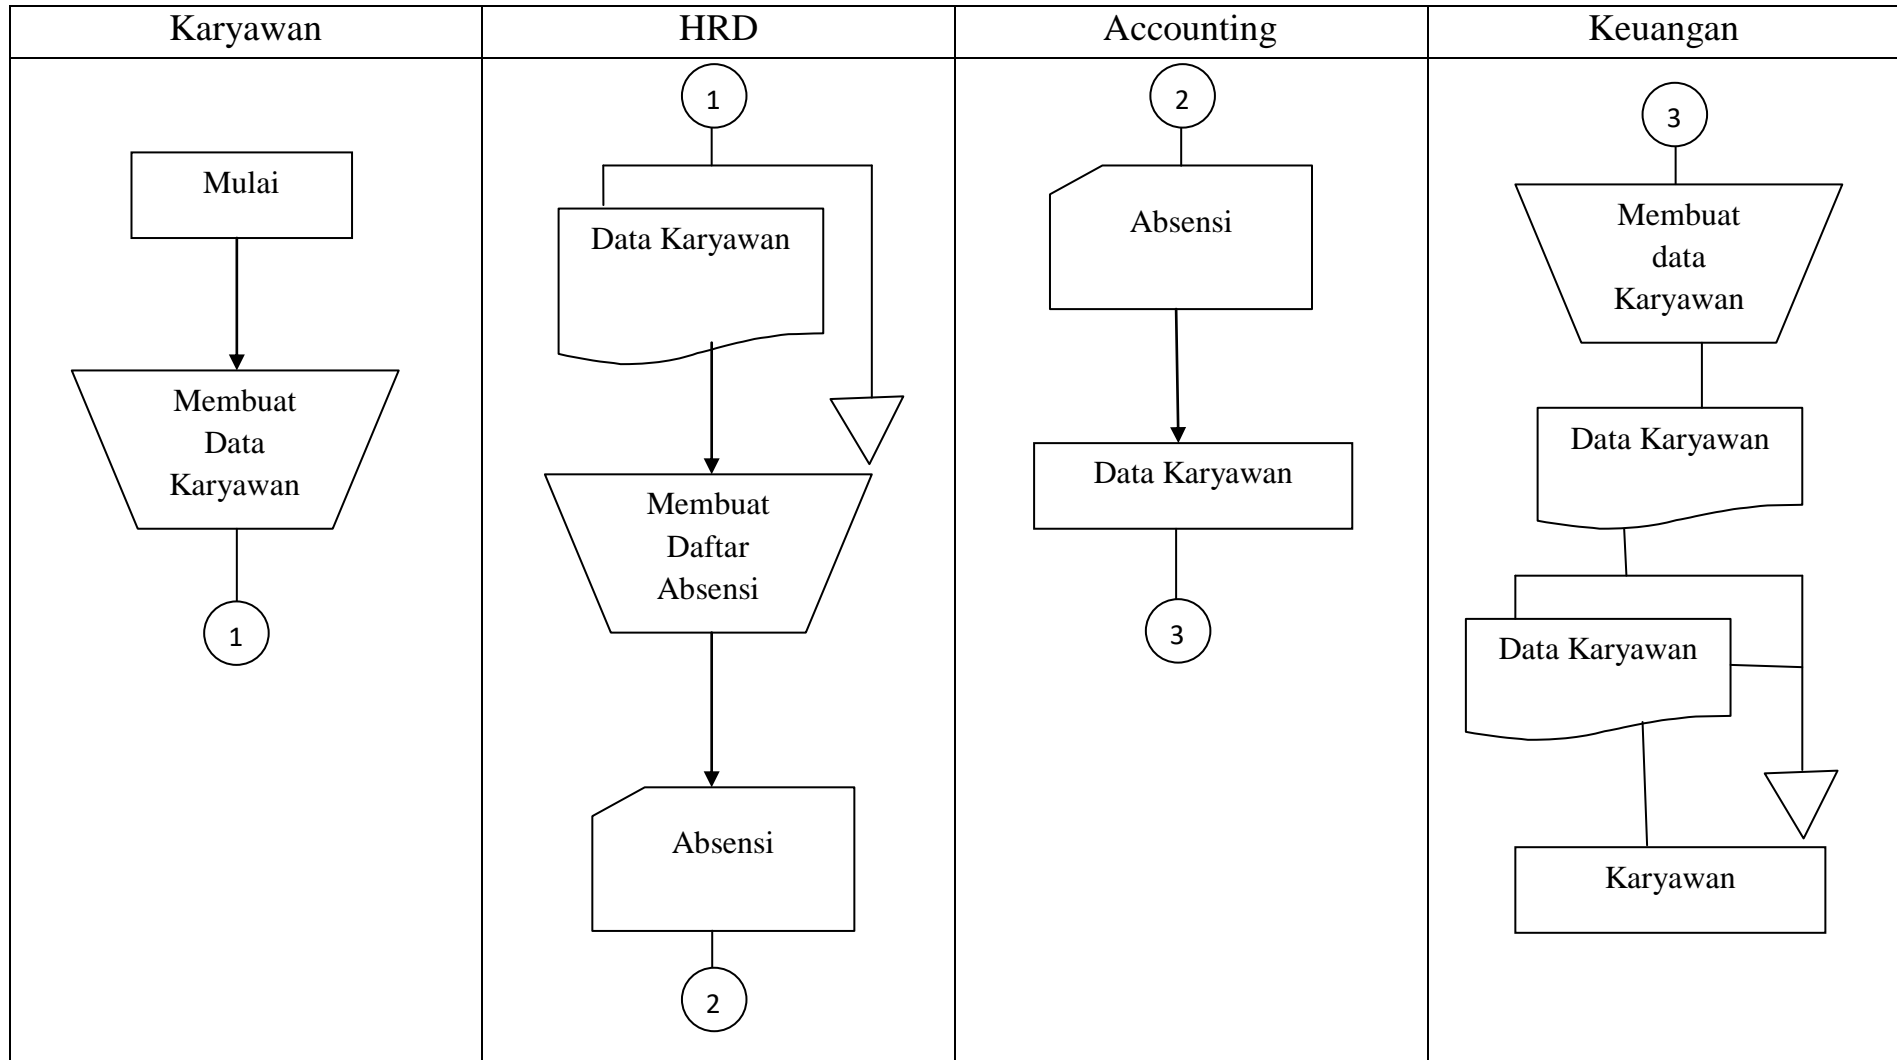 Karyawan
HRD
Accounting
Keuangan
Mulai
Membuat
Data
Karyawan
1
1
Data Karyawan
Membuat
Daftar
Absensi
Absensi
2
2
Absensi
Data Karyawan
3
3
Membuat
data
Karyawan
Data Karyawan
Data Karyawan
Karyawan